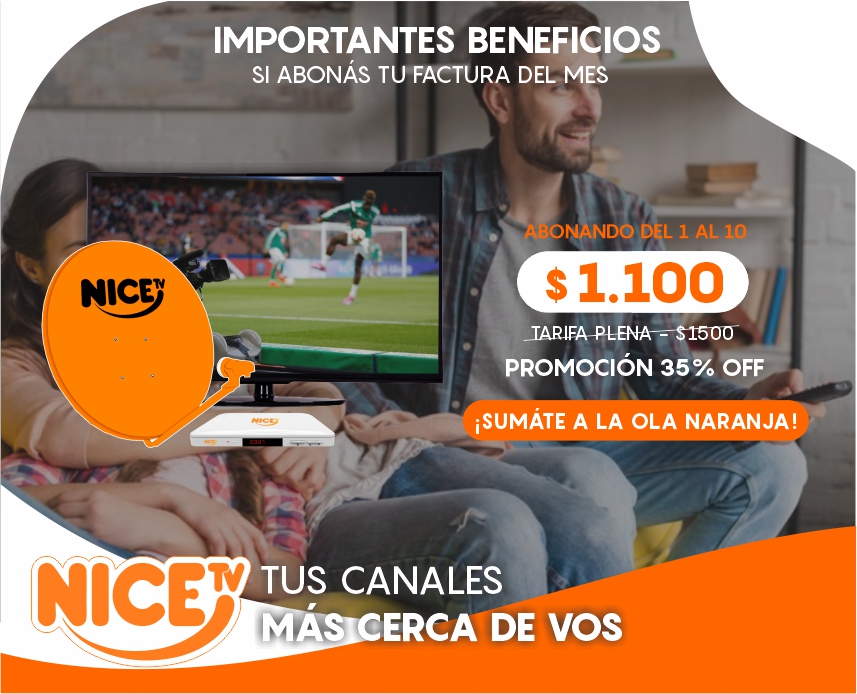 IMPORTANTES BENEFICIOS
SI ABONÁS TU FACTURA DEL MES
ABONANDO DEL 1 AL 10
$ 1.100
TARIFA PLENA - $1500
PROMOCIÓN 35% OFF
¡SUMÁTE A LA OLA NARANJA!
NICE TV
NICE
NICE TV
TUS CANALES
MÁS CERCA DE VOS